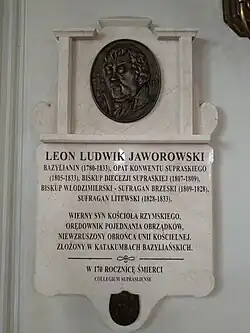 LEON LUDWIK JAWOROWSKI
BAZYLIANIN (1780-1833), OPAT KONWENTU SUPRASKIEGO
(1805-1833), BISKUP DIECEZJI SUPRASKIEJ (1807-1809),
BISKUP WŁODZIMIERSKI - SUFRAGAN BRZESKI (1809-1828),
SUFRAGAN LITEWSKI (1828-1833).
WIERNY SYN KOŚCIOŁA RZYMSKIEGO,
ORĘDOWNIK POJEDNANIA OBRZĄDKÓW,
NIEWZRUSZONY OBROŃCA UNII KOŚCIELNEJ.
ZŁOŻONY W KATAKUMBACH BAZYLIAŃSKICH.
W 170 ROCZNICĘ ŚMIERCI
COLLEGIUM SUPRASLIENSE